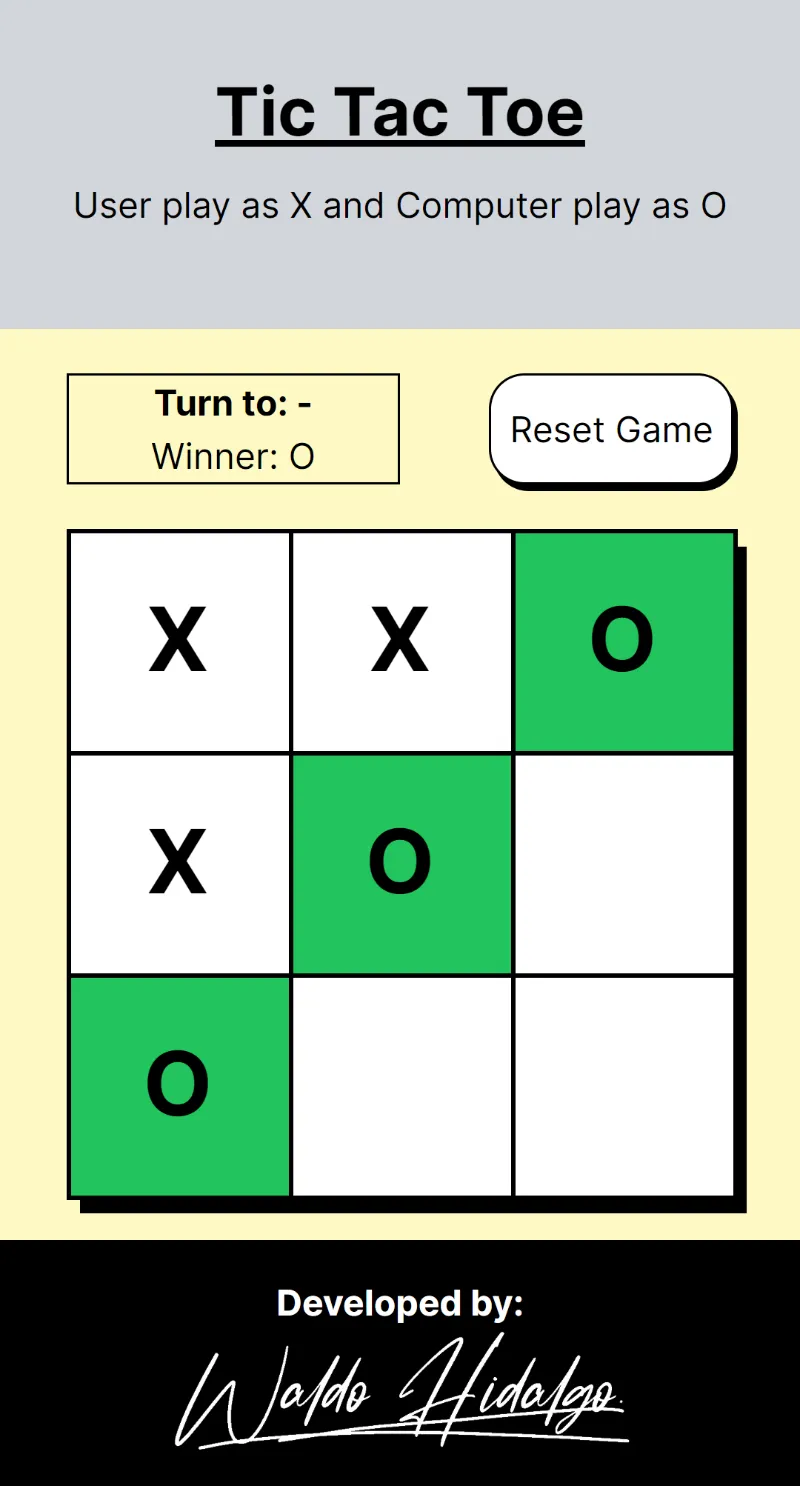 Tic Tac Toe
User play as X and Computer play as O
Turn to: -
Winner: O
Reset Game
X X O
X O
O
Developed by:
Waldo Hidalgo.